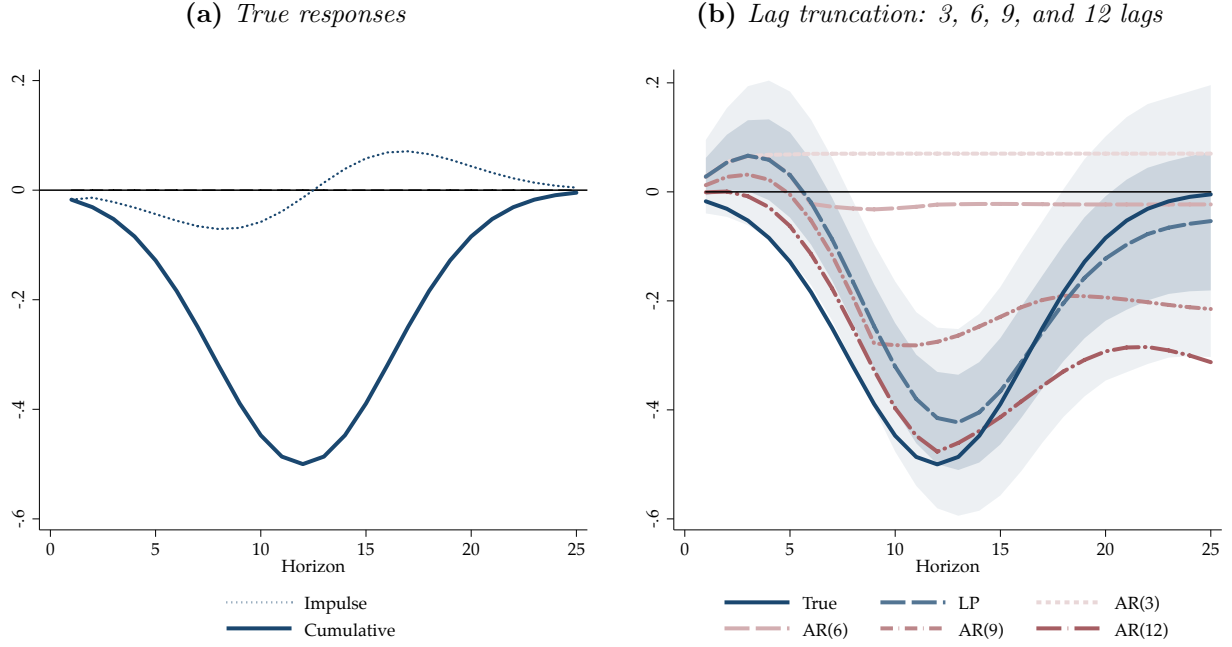 (a) True responses
.2
0
-.2
-.4
-.6
0 5 10 15 20 25
Horizon
Impulse
Cumulative
(b) Lag truncation: 3, 6, 9, and 12 lags
.2
0
-.2
-.4
-.6
0 5 10 15 20 25
Horizon
True LP AR(3)
AR(6) AR(9) AR(12)